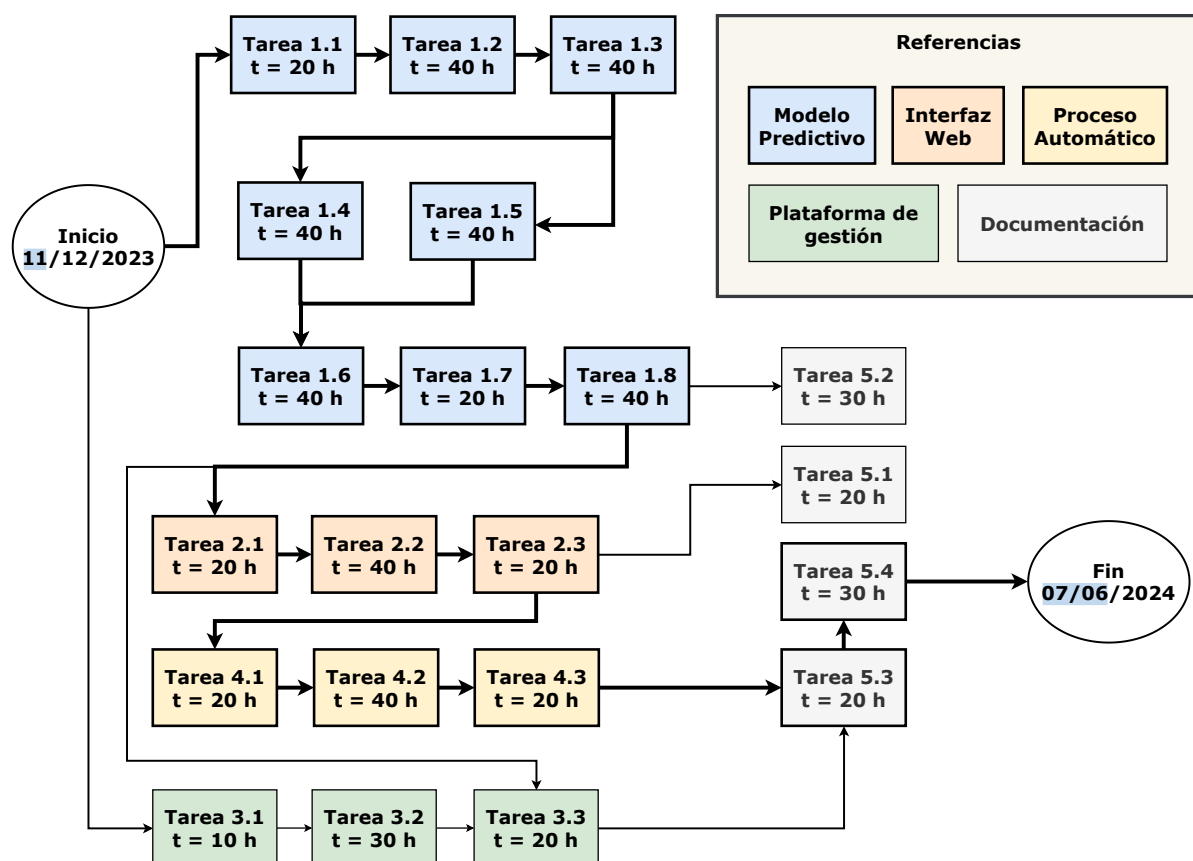 Tarea 1.1
t = 20 h
Tarea 1.2
t = 40 h
Tarea 1.3
t = 40 h
Referencias
Modelo
Predictivo
Interfaz
Web
Proceso
Automático
Plataforma de
gestión
Documentación
Inicio
11/12/2023
Tarea 1.4
t = 40 h
Tarea 1.5
t = 40 h
Tarea 1.6
t = 40 h
Tarea 1.7
t = 20 h
Tarea 1.8
t = 40 h
Tarea 5.2
t = 30 h
Tarea 5.1
t = 20 h
Tarea 2.1
t = 20 h
Tarea 2.2
t = 40 h
Tarea 2.3
t = 20 h
Tarea 5.4
t = 30 h
Fin
07/06/2024
Tarea 4.1
t = 20 h
Tarea 4.2
t = 40 h
Tarea 4.3
t = 20 h
Tarea 5.3
t = 20 h
Tarea 3.1
t = 10 h
Tarea 3.2
t = 30 h
Tarea 3.3
t = 20 h